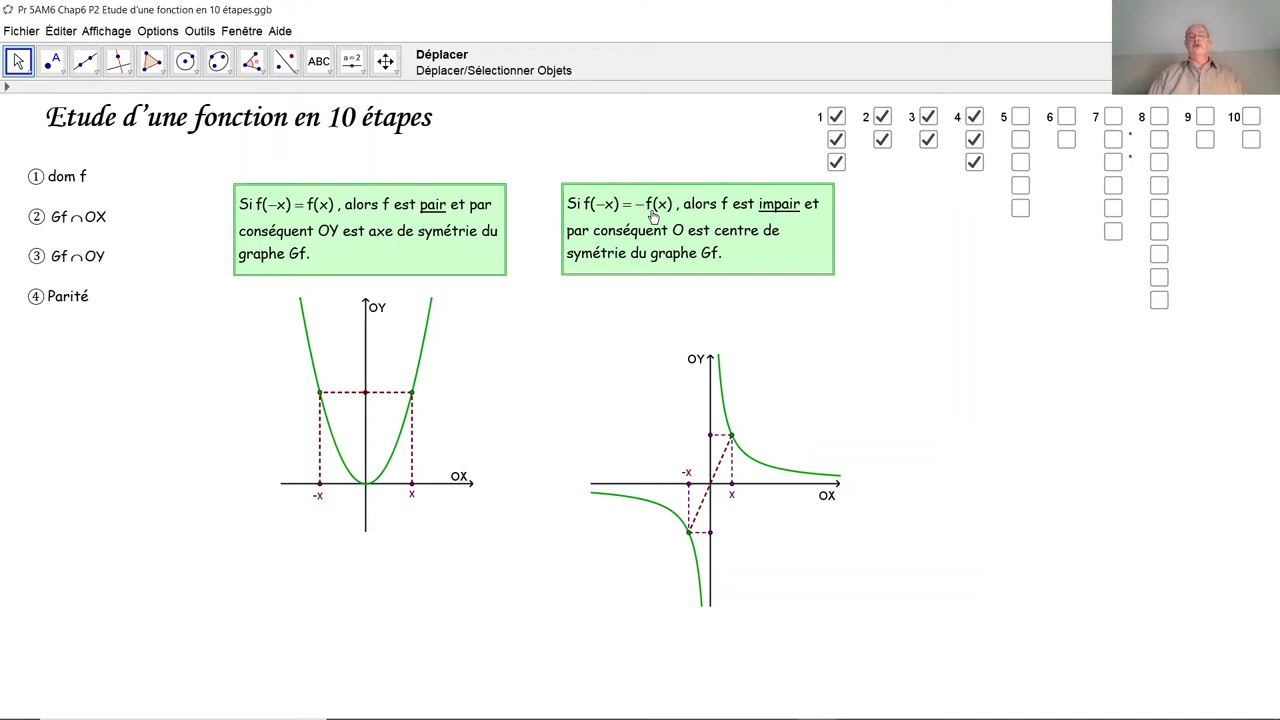 Pr 5AM6 Chap6 P2 Etude d'une fonction en 10 étapes.ggb
Fichier Éditer Affichage Options Outils Fenêtre Aide
A ABC a=2 Déplacer
Déplacer/Sélectionner Objets
Etude d'une fonction en 10 étapes
1 2 3 4 5 6 7 8 9 10
* 
*
① dom f
② Gf∩OX
③ Gf∩OY
④ Parité
Si f(−x) = f(x) , alors f est pair et par
conséquent OY est axe de symétrie du
graphe Gf.
Si f(−x) = −f(x) , alors f est impair et
par conséquent O est centre de
symétrie du graphe Gf.
OY
OX
-x
x
OY
-x
x
OX